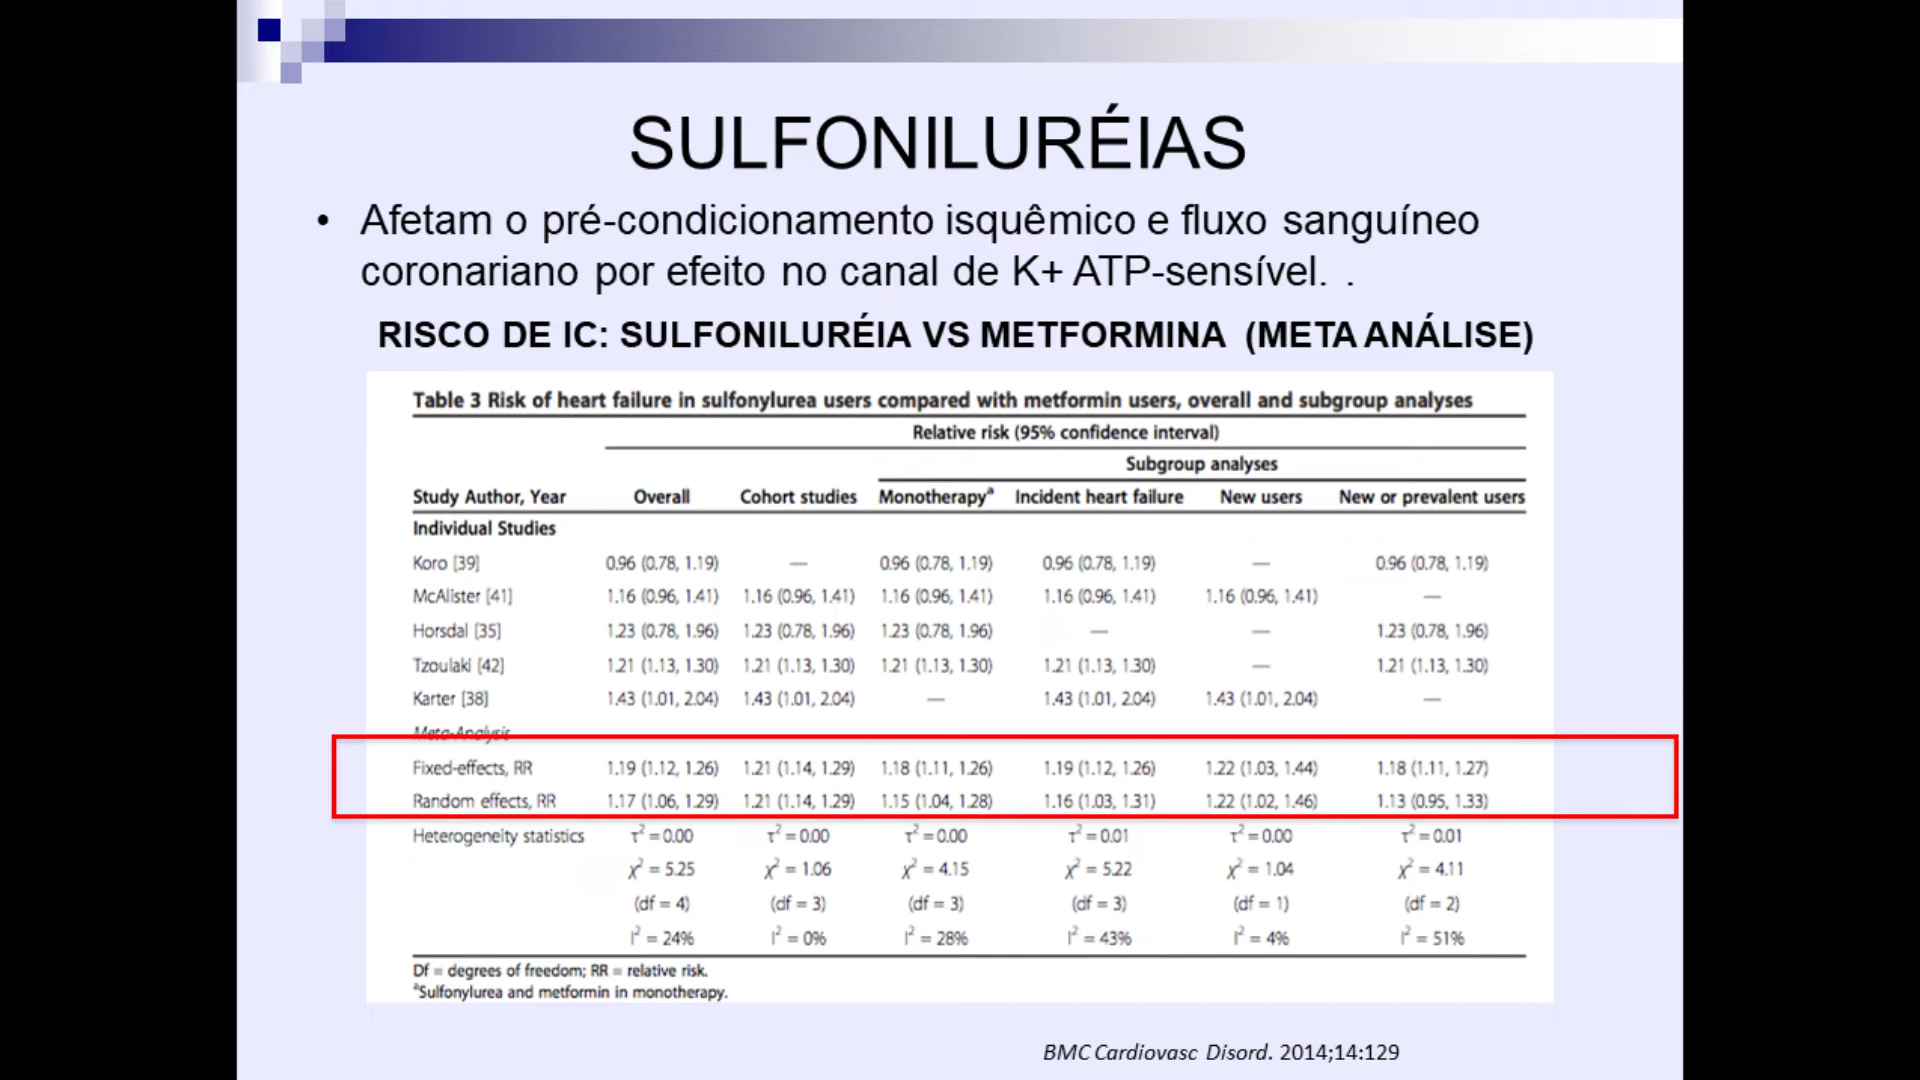 SULFONILURÉIAS
• Afetam o pré-condicionamento isquêmico e fluxo sanguíneo
coronariano por efeito no canal de K+ ATP-sensível. .
RISCO DE IC: SULFONILURÉIA VS METFORMINA (META ANÁLISE)
Table 3 Risk of heart failure in sulfonylurea users compared with metformin users, overall and subgroup analyses
Relative risk (95% confidence interval)
Subgroup analyses
Study Author, Year Overall Cohort studies Monotherapyª Incident heart failure New users New or prevalent users
Individual Studies
Koro [39] 0.96 (0.78, 1.19) — 0.96 (0.78, 1.19) 0.96 (0.78, 1.19) — 0.96 (0.78, 1.19)
McAlister [41] 1.16 (0.96, 1.41) 1.16 (0.96, 1.41) 1.16 (0.96, 1.41) 1.16 (0.96, 1.41) 1.16 (0.96, 1.41) —
Horsdal [35] 1.23 (0.78, 1.96) 1.23 (0.78, 1.96) 1.23 (0.78, 1.96) — — 1.23 (0.78, 1.96)
Tzoulaki [42] 1.21 (1.13, 1.30) 1.21 (1.13, 1.30) 1.21 (1.13, 1.30) 1.21 (1.13, 1.30) — 1.21 (1.13, 1.30)
Karter [38] 1.43 (1.01, 2.04) 1.43 (1.01, 2.04) — 1.43 (1.01, 2.04) 1.43 (1.01, 2.04) —
Meta-Analysis
Fixed-effects, RR 1.19 (1.12, 1.26) 1.21 (1.14, 1.29) 1.18 (1.11, 1.26) 1.19 (1.12, 1.26) 1.22 (1.03, 1.44) 1.18 (1.11, 1.27)
Random effects, RR 1.17 (1.06, 1.29) 1.21 (1.14, 1.29) 1.15 (1.04, 1.28) 1.16 (1.03, 1.31) 1.22 (1.02, 1.46) 1.13 (0.95, 1.33)
Heterogeneity statistics τ² = 0.00 τ² = 0.00 τ² = 0.00 τ² = 0.01 τ² = 0.00 τ² = 0.01
χ² = 5.25 χ² = 1.06 χ² = 4.15 χ² = 5.22 χ² = 1.04 χ² = 4.11
(df = 4) (df = 3) (df = 3) (df = 3) (df = 1) (df = 2)
I² = 24% I² = 0% I² = 28% I² = 43% I² = 4% I² = 51%
Df = degrees of freedom; RR = relative risk.
ªSulfonylurea and metformin in monotherapy.
BMC Cardiovasc Disord. 2014;14:129